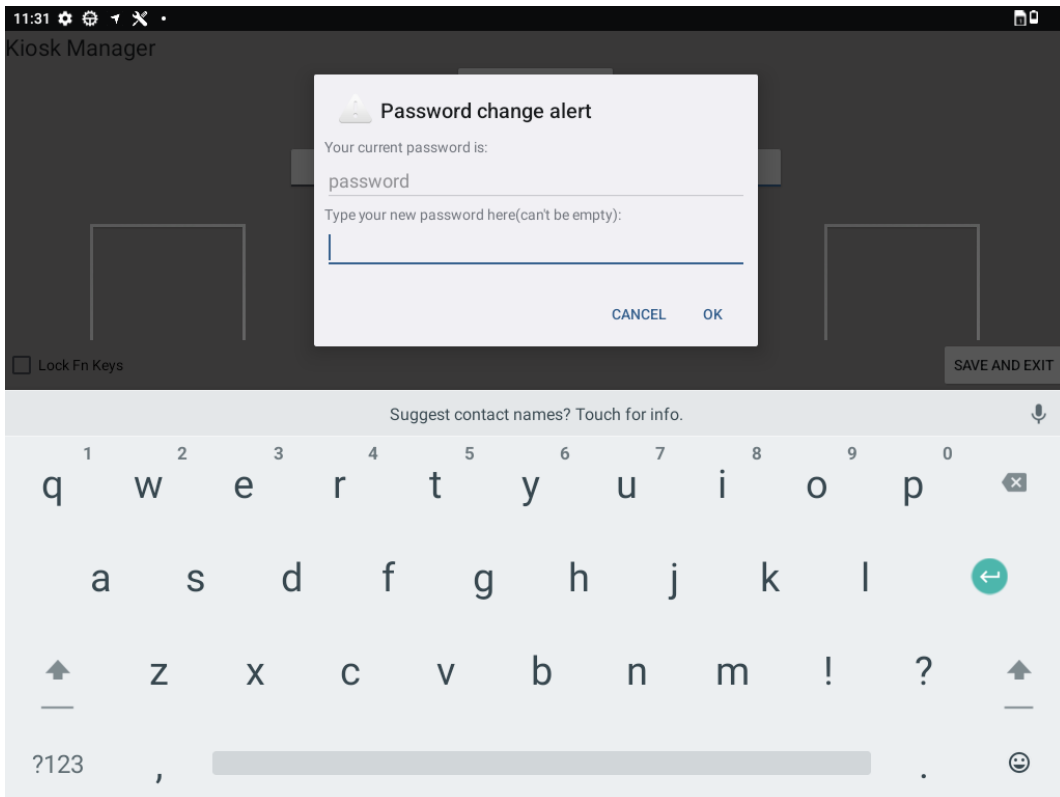 11:31
Kiosk Manager
Password change alert
Your current password is:
password
Type your new password here(can't be empty):
CANCEL OK
Lock Fn Keys
SAVE AND EXIT
Suggest contact names? Touch for info.
1 2 3 4 5 6 7 8 9 0
q w e r t y u i o p
a s d f g h j k l
z x c v b n m ! ?
?123 , .